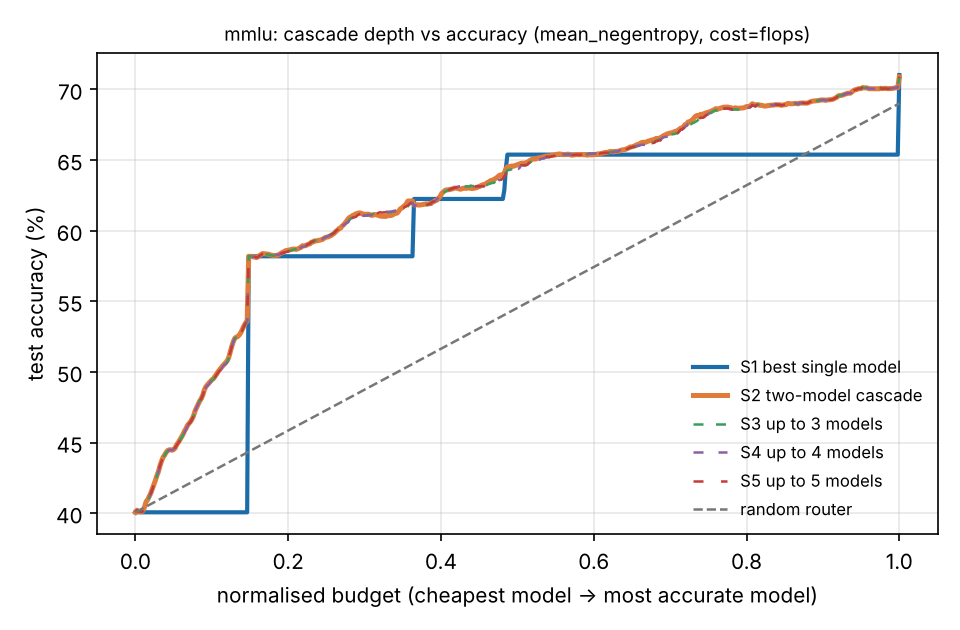 mmlu: cascade depth vs accuracy (mean_negentropy, cost=flops)
test accuracy (%)
70
65
60
55
50
45
40
S1 best single model
S2 two-model cascade
S3 up to 3 models
S4 up to 4 models
S5 up to 5 models
random router
0.0 0.2 0.4 0.6 0.8 1.0
normalised budget (cheapest model → most accurate model)